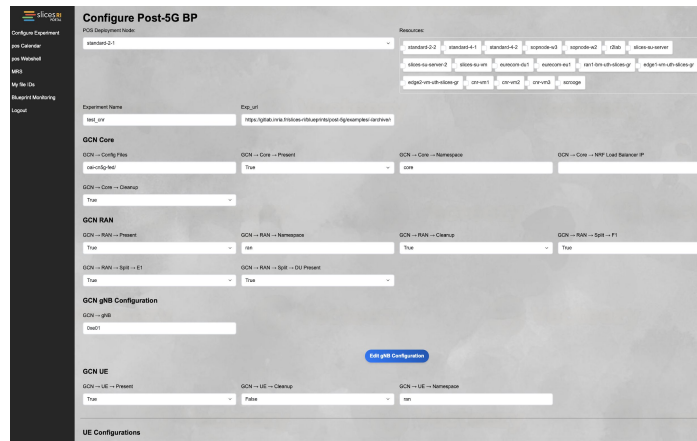 slices RI
PORTAL
Configure Experiment
pos Calendar
pos Webshell
MRS
My file IDs
Blueprint Monitoring
Logout
Configure Post-5G BP
POS Deployment Node:
standard-2-1
Resources:
standard-2-2 standard-4-1 standard-4-2 sopnode-w3 sopnode-w2 r2lab slices-su-server
slices-su-server-2 slices-su-vm eurecom-du1 eurecom-eu1 ran1-bm-uth-slices-gr edge1-vm-uth-slices-gr
edge2-vm-uth-slices-gr cnr-vm1 cnr-vm2 cnr-vm3 scrooge
Experiment Name Exp_url
test_cnr https://gitlab.inria.fr/slices-ri/blueprints/post-5g/examples/-/archive/r
GCN Core
GCN → Config Files GCN → Core → Present GCN → Core → Namespace GCN → Core → NRF Load Balancer IP
oai-cn5g-fed/ True core
GCN → Core → Cleanup
True
GCN RAN
GCN → RAN → Present GCN → RAN → Namespace GCN → RAN → Cleanup GCN → RAN → Split → F1
True ran True True
GCN → RAN → Split → E1 GCN → RAN → Split → DU Present
True True
GCN gNB Configuration
GCN → gNB
0xe01
Edit gNB Configuration
GCN UE
GCN → UE → Present GCN → UE → Cleanup GCN → UE → Namespace
True False ran
UE Configurations